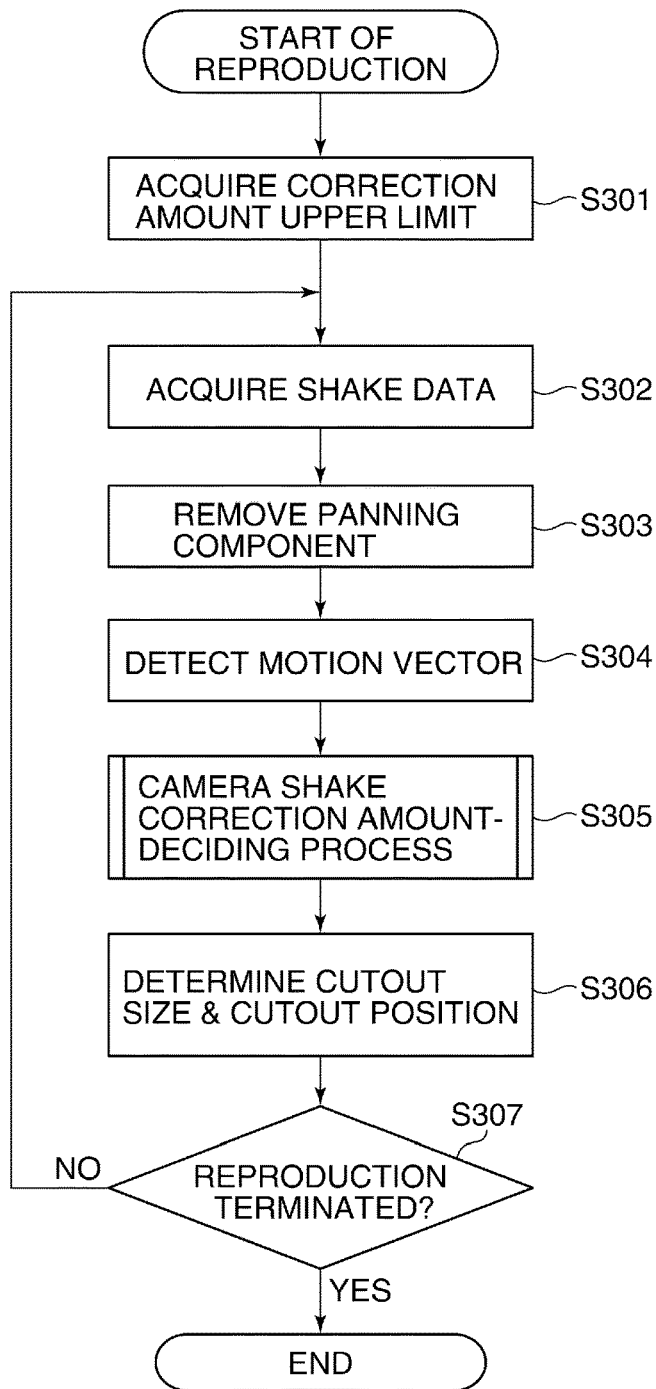 START OF
REPRODUCTION
ACQUIRE CORRECTION
AMOUNT UPPER LIMIT
S301
ACQUIRE SHAKE DATA
S302
REMOVE PANNING
COMPONENT
S303
DETECT MOTION VECTOR
S304
CAMERA SHAKE
CORRECTION AMOUNT-
DECIDING PROCESS
S305
DETERMINE CUTOUT
SIZE & CUTOUT POSITION
S306
S307
NO
REPRODUCTION
TERMINATED?
YES
END